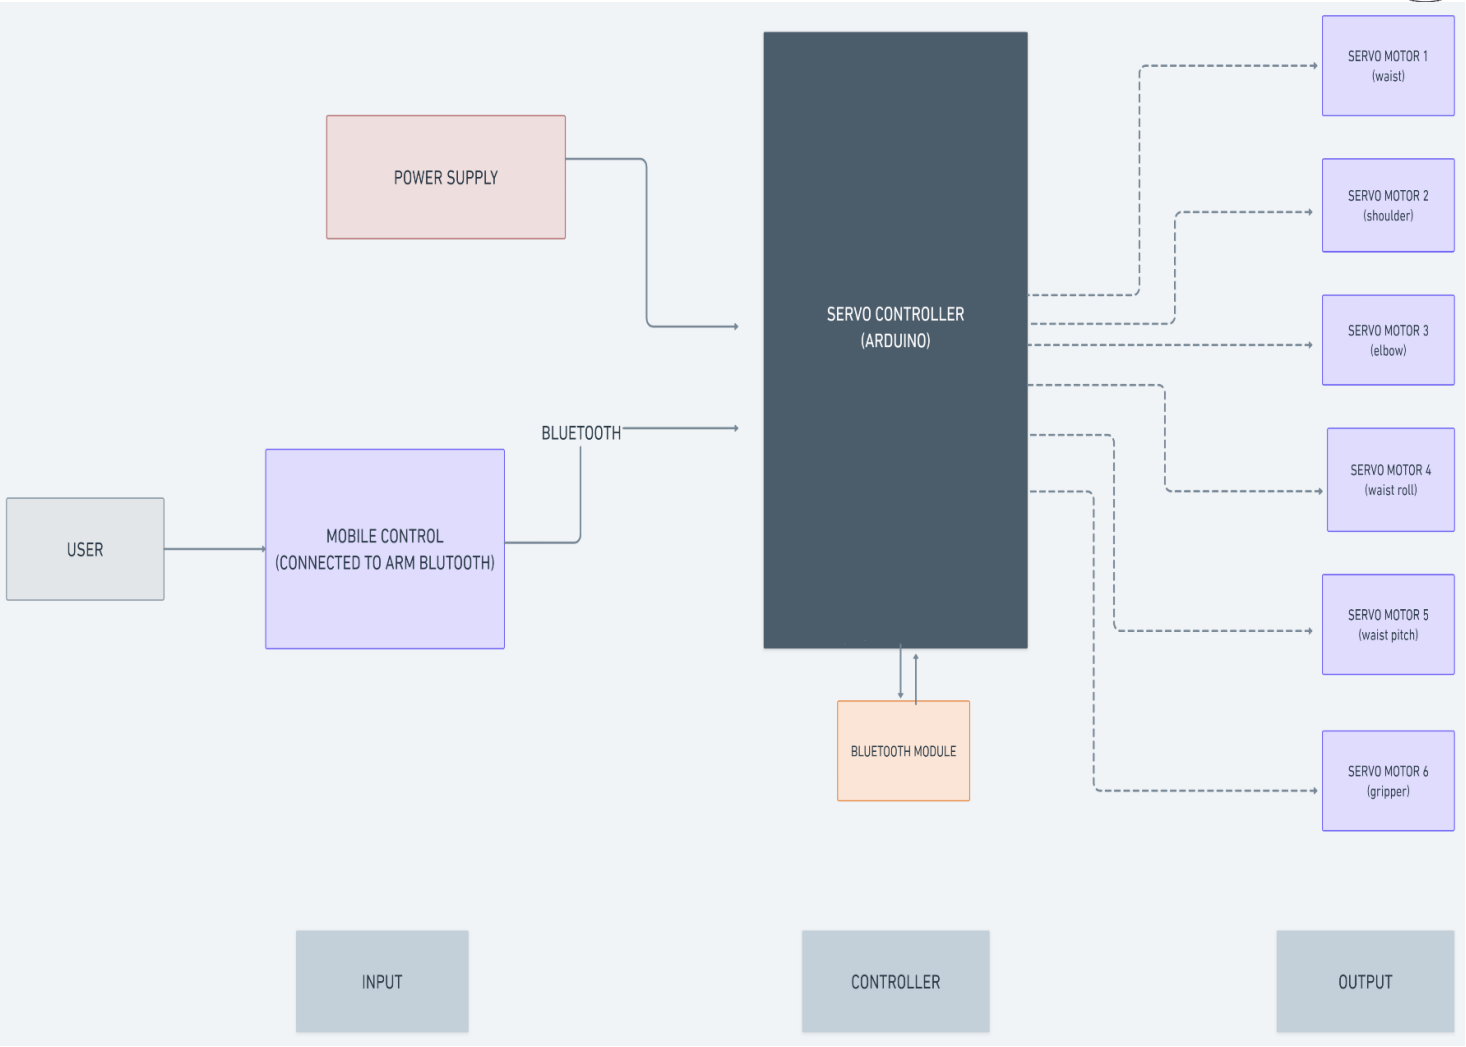 SERVO MOTOR 1
(waist)
POWER SUPPLY
SERVO MOTOR 2
(shoulder)
SERVO CONTROLLER
(ARDUINO)
SERVO MOTOR 3
(elbow)
BLUETOOTH
SERVO MOTOR 4
(waist roll)
USER
MOBILE CONTROL
(CONNECTED TO ARM BLUTOOTH)
SERVO MOTOR 5
(waist pitch)
BLUETOOTH MODULE
SERVO MOTOR 6
(gripper)
INPUT
CONTROLLER
OUTPUT